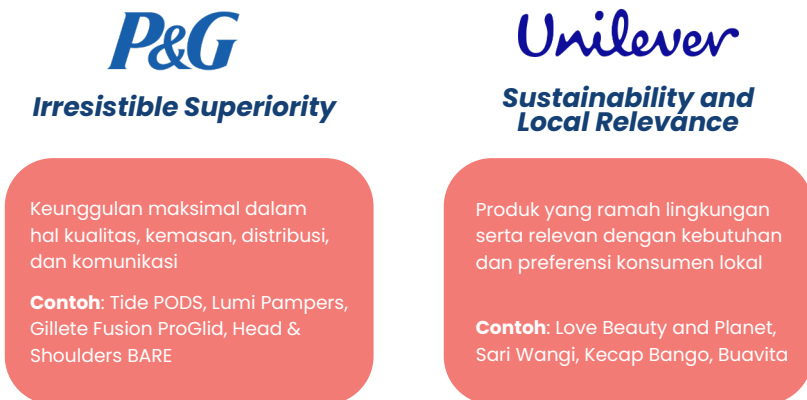 P&G
Irresistible Superiority
Keunggulan maksimal dalam
hal kualitas, kemasan, distribusi,
dan komunikasi
Contoh: Tide PODS, Lumi Pampers,
Gillete Fusion ProGlid, Head &
Shoulders BARE
Unilever
Sustainability and
Local Relevance
Produk yang ramah lingkungan
serta relevan dengan kebutuhan
dan preferensi konsumen lokal
Contoh: Love Beauty and Planet,
Sari Wangi, Kecap Bango, Buavita